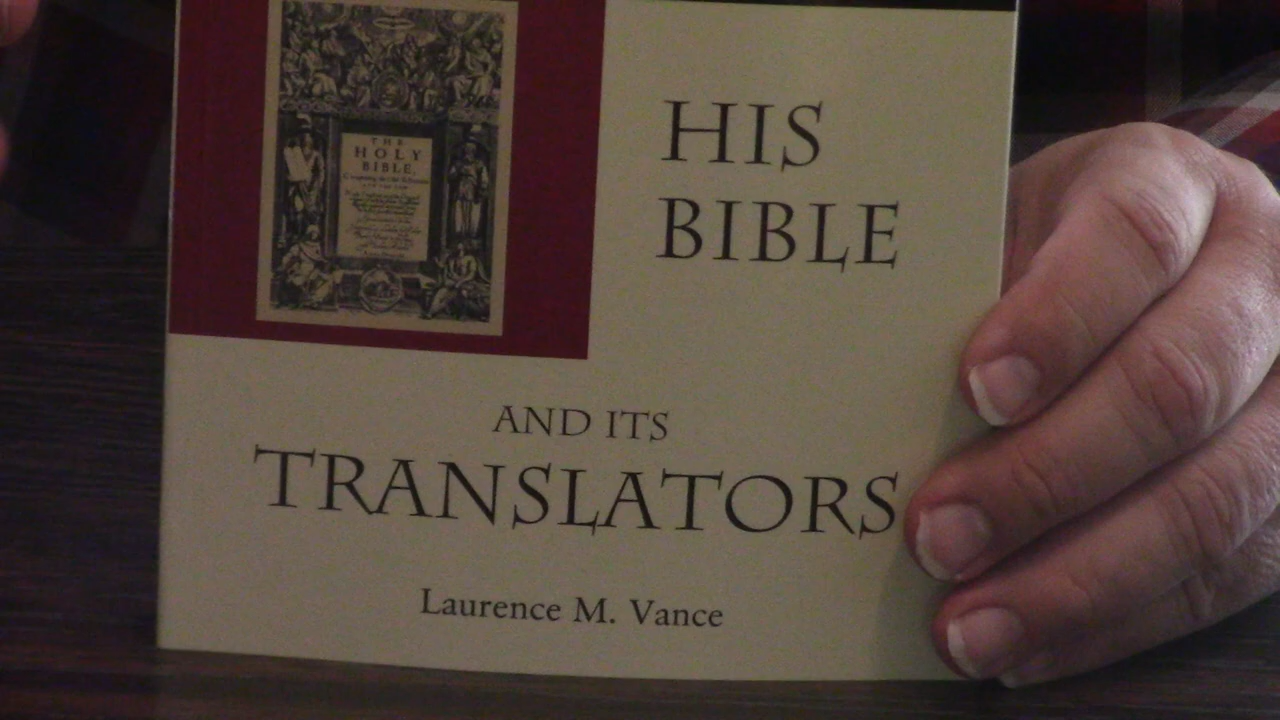 THE
HOLY
BIBLE,
HIS
BIBLE
AND ITS
TRANSLATORS
Laurence M. Vance